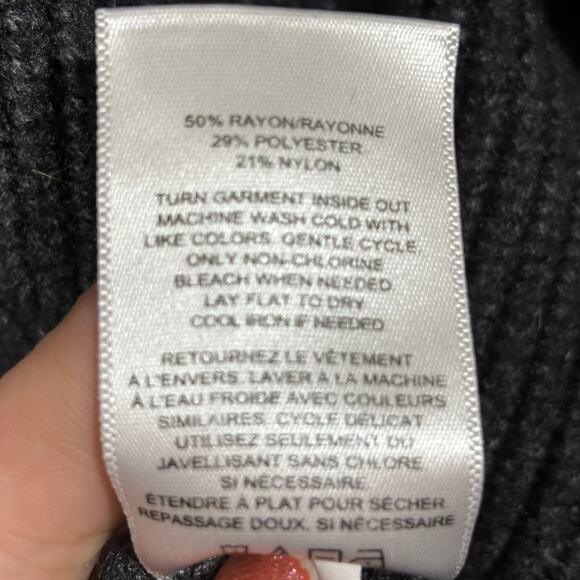 50% RAYON/RAYONNE
29% POLYESTER
21% NYLON
TURN GARMENT INSIDE OUT
MACHINE WASH COLD WITH
LIKE COLORS. GENTLE CYCLE
ONLY NON-CHLORINE
BLEACH WHEN NEEDED
LAY FLAT TO DRY
COOL IRON IF NEEDED
RETOURNEZ LE VÊTEMENT
À L'ENVERS. LAVER À LA MACHINE
À L'EAU FROIDE AVEC COULEURS
SIMILAIRES. CYCLE DÉLICAT
UTILISEZ SEULEMENT DU
JAVELLISANT SANS CHLORE
SI NÉCESSAIRE.
ÉTENDRE À PLAT POUR SÉCHER
REPASSAGE DOUX, SI NÉCESSAIRE